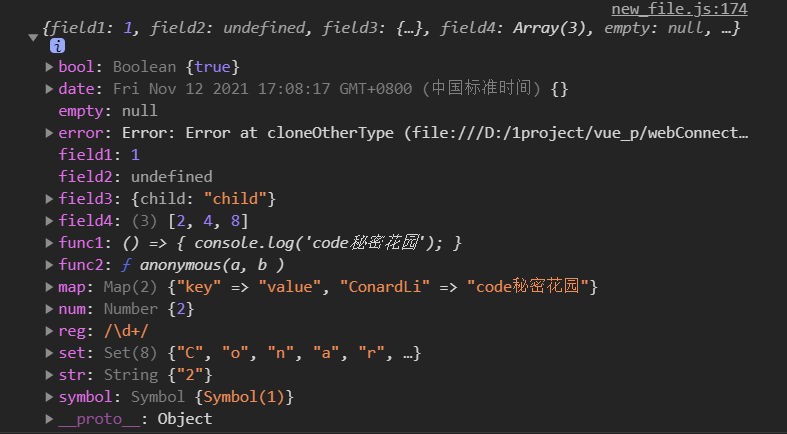 new_file.js:174
{field1: 1, field2: undefined, field3: {…}, field4: Array(3), empty: null, …}
i
bool: Boolean {true}
date: Fri Nov 12 2021 17:08:17 GMT+0800 (中国标准时间) {}
empty: null
error: Error: Error at cloneOtherType (file:///D:/1project/vue_p/webConnect…
field1: 1
field2: undefined
field3: {child: "child"}
field4: (3) [2, 4, 8]
func1: () => { console.log('code秘密花园'); }
func2: ƒ anonymous(a, b )
map: Map(2) {"key" => "value", "ConardLi" => "code秘密花园"}
num: Number {2}
reg: /\d+/
set: Set(8) {"C", "o", "n", "a", "r", …}
str: String {"2"}
symbol: Symbol {Symbol(1)}
__proto__: Object